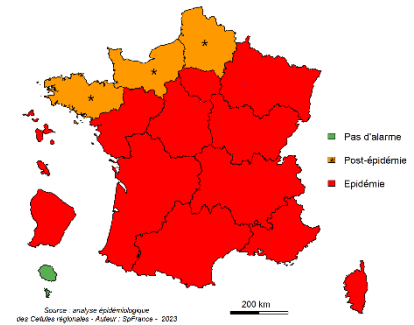 Pas d'alarme
Post-épidémie
Epidémie
200 km
Source : analyse épidémiologique
des Cellules régionales - Auteur : SpFrance - 2023